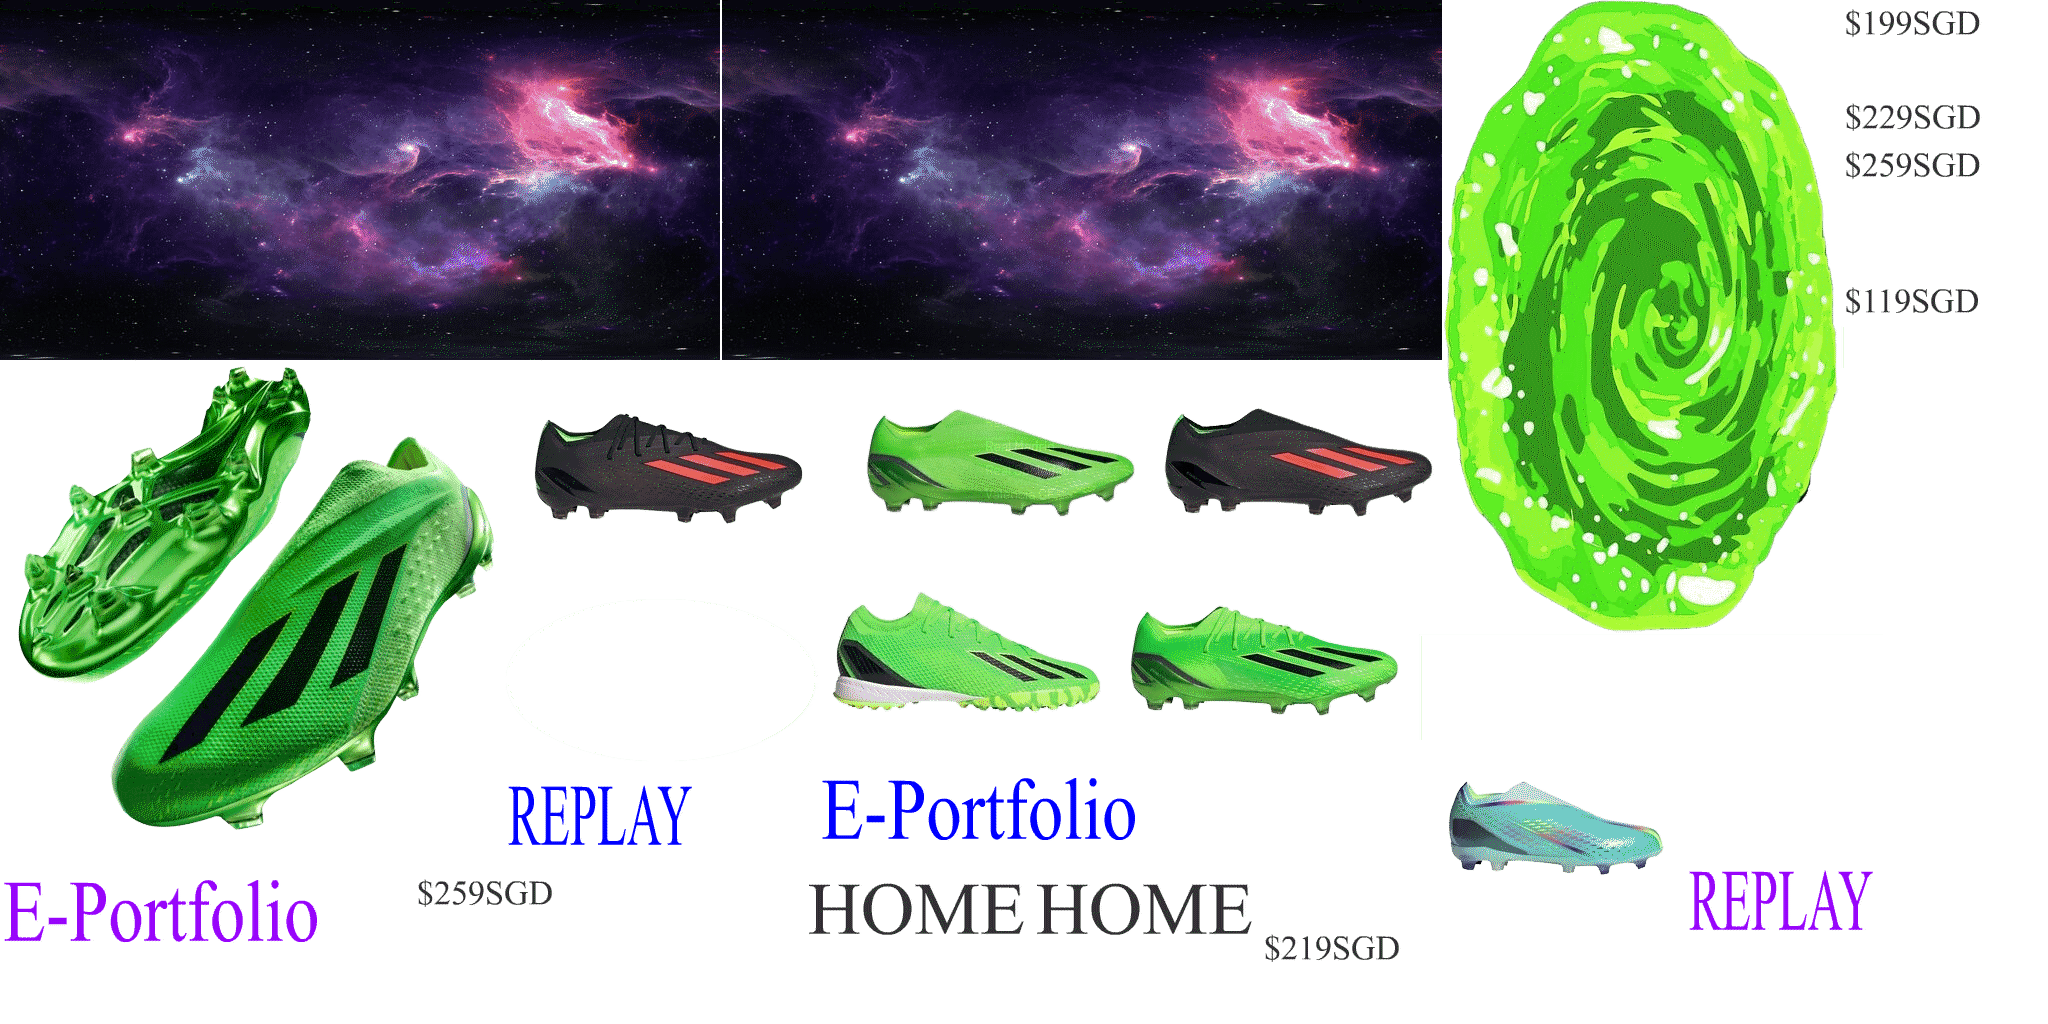 $199SGD
$229SGD
$259SGD
$119SGD
REPLAY
E-Portfolio
E-Portfolio
$259SGD
HOME HOME
$219SGD
REPLAY